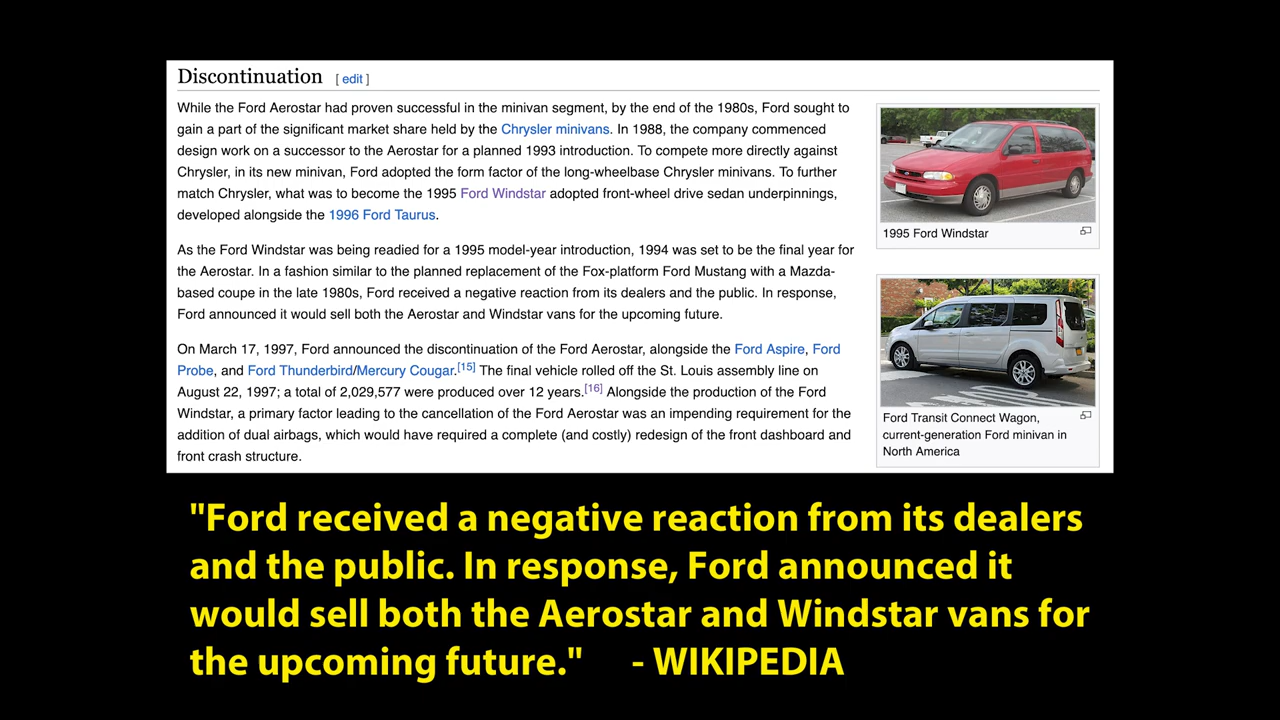 Discontinuation [ edit ]
While the Ford Aerostar had proven successful in the minivan segment, by the end of the 1980s, Ford sought to
gain a part of the significant market share held by the Chrysler minivans. In 1988, the company commenced
design work on a successor to the Aerostar for a planned 1993 introduction. To compete more directly against
Chrysler, in its new minivan, Ford adopted the form factor of the long-wheelbase Chrysler minivans. To further
match Chrysler, what was to become the 1995 Ford Windstar adopted front-wheel drive sedan underpinnings,
developed alongside the 1996 Ford Taurus.
As the Ford Windstar was being readied for a 1995 model-year introduction, 1994 was set to be the final year for
the Aerostar. In a fashion similar to the planned replacement of the Fox-platform Ford Mustang with a Mazda-
based coupe in the late 1980s, Ford received a negative reaction from its dealers and the public. In response,
Ford announced it would sell both the Aerostar and Windstar vans for the upcoming future.
On March 17, 1997, Ford announced the discontinuation of the Ford Aerostar, alongside the Ford Aspire, Ford
Probe, and Ford Thunderbird/Mercury Cougar.[15] The final vehicle rolled off the St. Louis assembly line on
August 22, 1997; a total of 2,029,577 were produced over 12 years.[16] Alongside the production of the Ford
Windstar, a primary factor leading to the cancellation of the Ford Aerostar was an impending requirement for the
addition of dual airbags, which would have required a complete (and costly) redesign of the front dashboard and
front crash structure.
1995 Ford Windstar
Ford Transit Connect Wagon,
current-generation Ford minivan in
North America
"Ford received a negative reaction from its dealers
and the public. In response, Ford announced it
would sell both the Aerostar and Windstar vans for
the upcoming future." - WIKIPEDIA